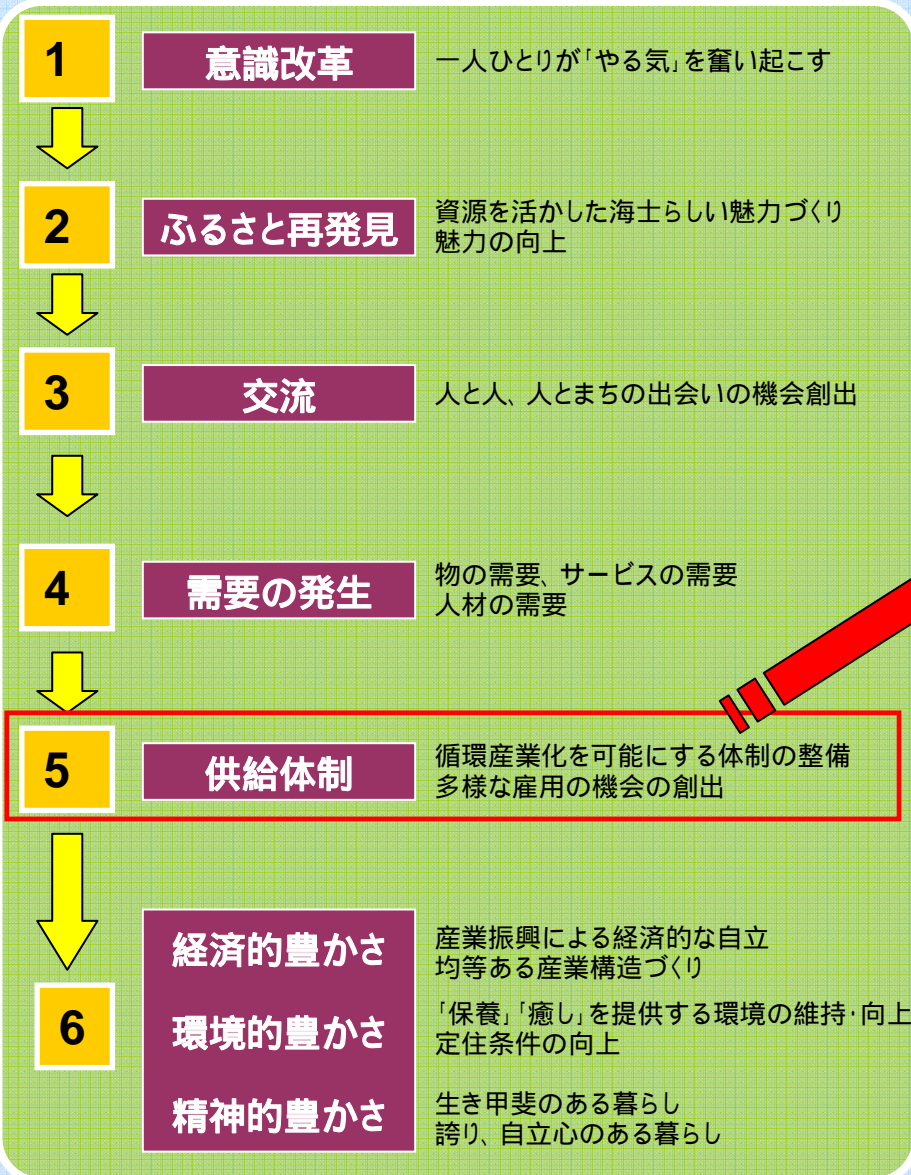 1
意識改革
一人ひとりが「やる気」を奮い起こす
2
ふるさと再発見
資源を活かした海士らしい魅力づくり
魅力の向上
3
交流
人と人、人とまちの出会いの機会創出
4
需要の発生
物の需要、サービスの需要
人材の需要
5
供給体制
循環産業化を可能にする体制の整備
多様な雇用の機会の創出
6
経済的豊かさ
産業振興による経済的な自立
均等ある産業構造づくり
環境的豊かさ
「保養」「癒し」を提供する環境の維持・向上
定住条件の向上
精神的豊かさ
生き甲斐のある暮らし
誇り、自立心のある暮らし